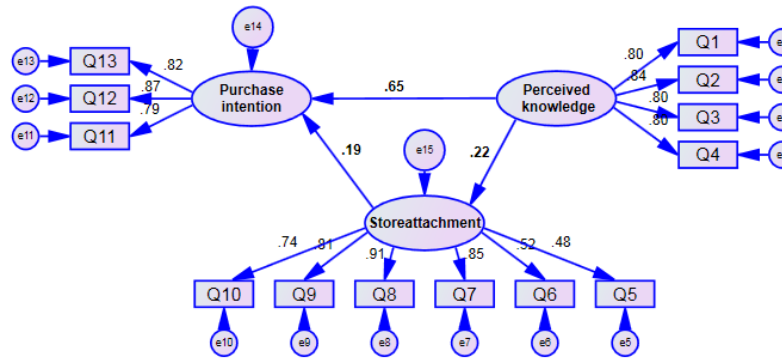 e14
e13
Q13
.82
Q1
.80
e12
Q12
.87
Purchase
intention
.65
Perceived
knowledge
.84
Q2
e11
Q11
.79
.80
Q3
.80
Q4
.19
e15
.22
Storeattachment
.74
.81
.91
.85
.52
.48
Q10
Q9
Q8
Q7
Q6
Q5
e10
e9
e8
e7
e6
e5